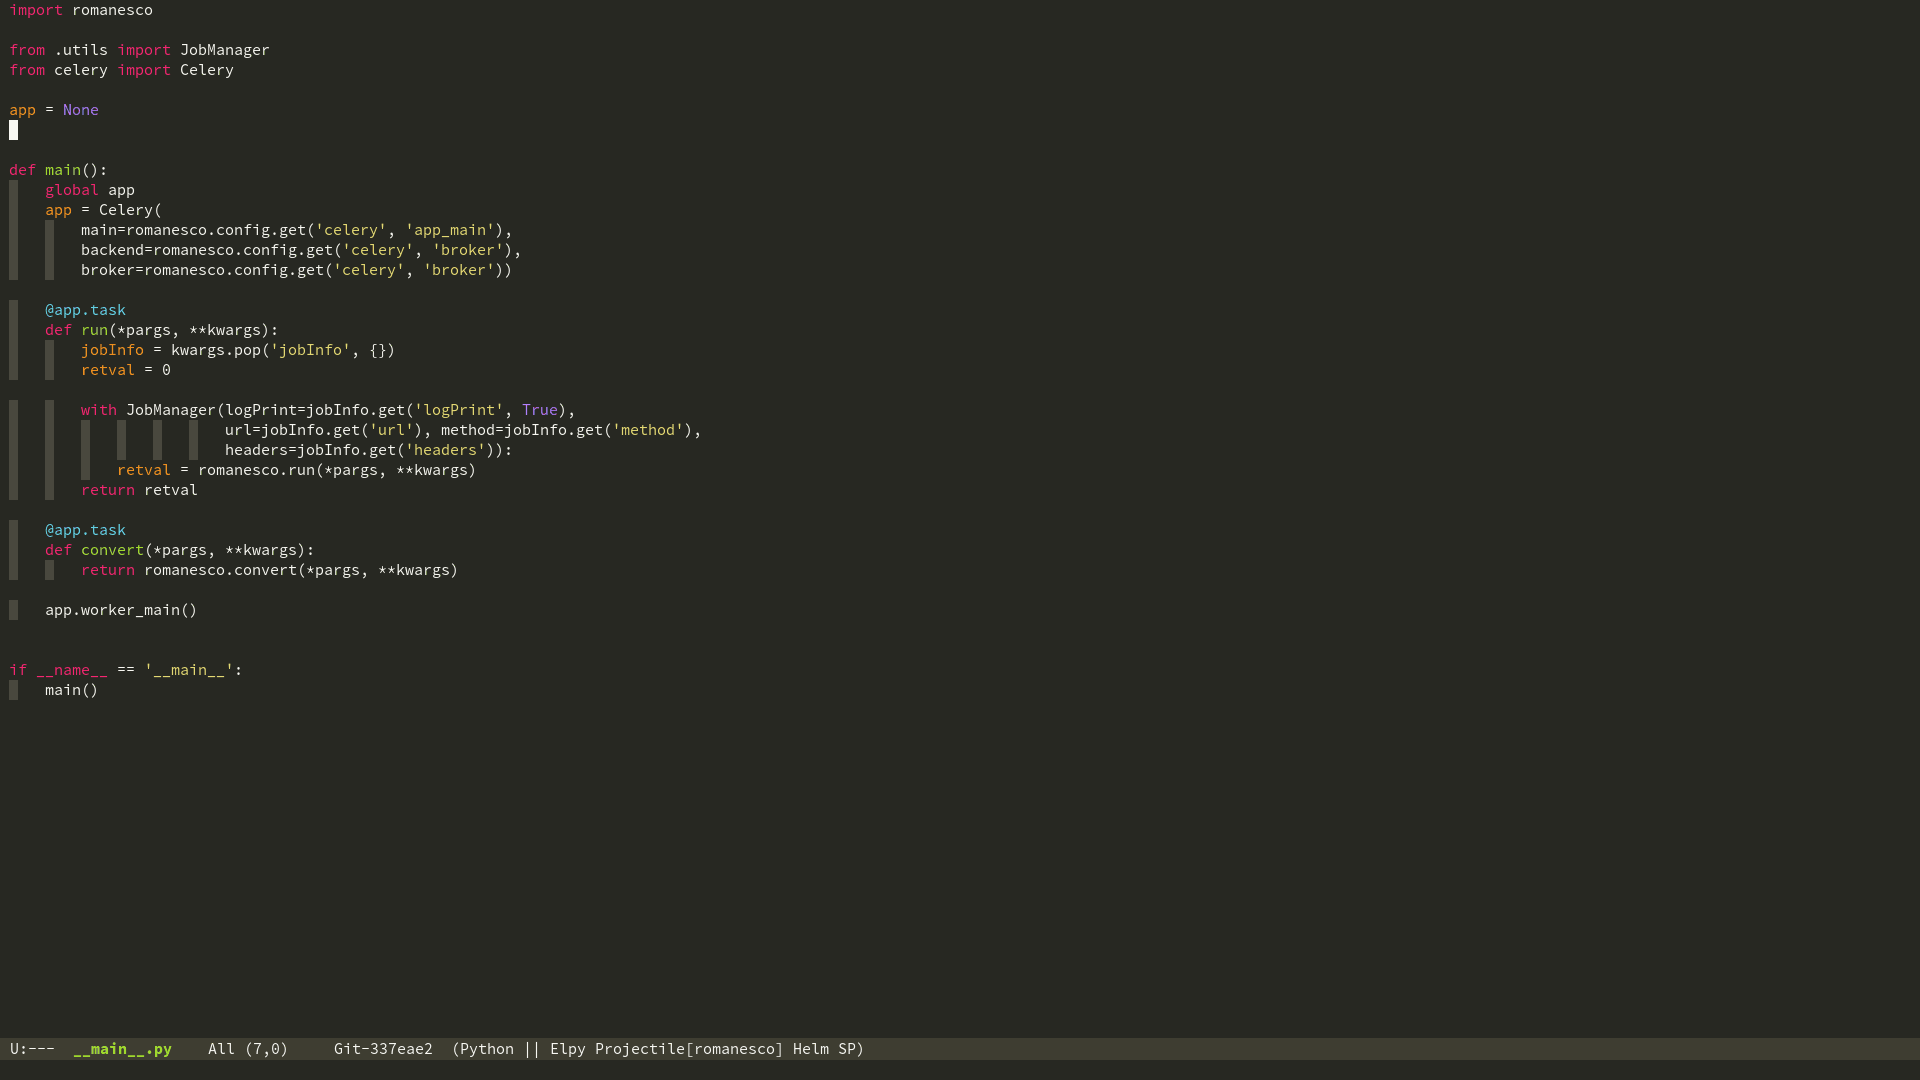 import romanesco

from .utils import JobManager
from celery import Celery

app = None


def main():
    global app
    app = Celery(
        main=romanesco.config.get('celery', 'app_main'),
        backend=romanesco.config.get('celery', 'broker'),
        broker=romanesco.config.get('celery', 'broker'))

    @app.task
    def run(*pargs, **kwargs):
        jobInfo = kwargs.pop('jobInfo', {})
        retval = 0

        with JobManager(logPrint=jobInfo.get('logPrint', True),
                        url=jobInfo.get('url'), method=jobInfo.get('method'),
                        headers=jobInfo.get('headers')):
            retval = romanesco.run(*pargs, **kwargs)
        return retval

    @app.task
    def convert(*pargs, **kwargs):
        return romanesco.convert(*pargs, **kwargs)

    app.worker_main()


if __name__ == '__main__':
    main()
U:---  __main__.py    All (7,0)     Git-337eae2  (Python || Elpy Projectile[romanesco] Helm SP)